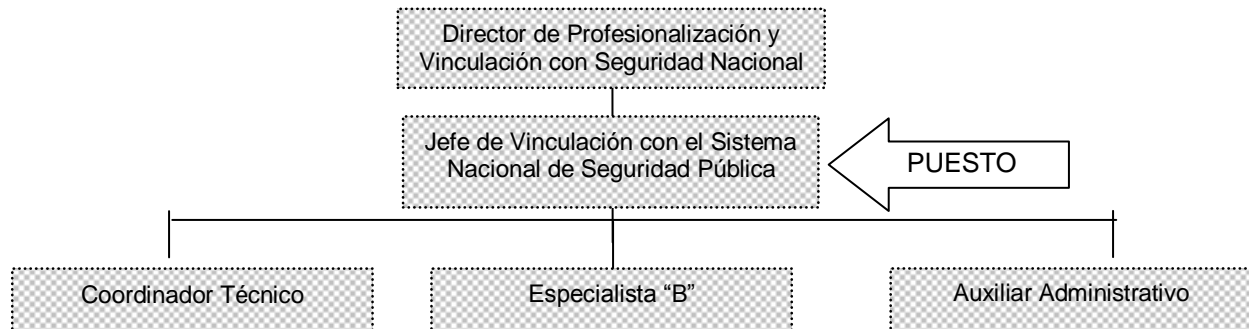 Director de Profesionalización y
Vinculación con Seguridad Nacional
Jefe de Vinculación con el Sistema
Nacional de Seguridad Pública
PUESTO
Coordinador Técnico
Especialista “B”
Auxiliar Administrativo